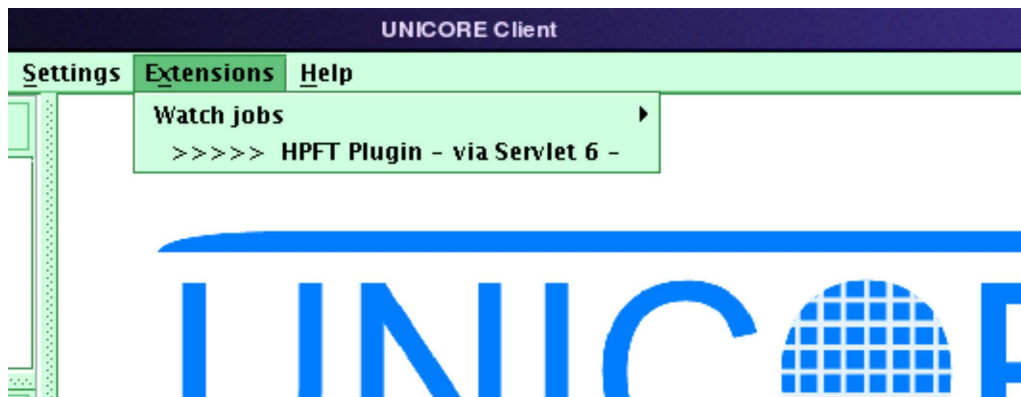 UNICORE Client
Settings Extensions Help
Watch jobs
>>>>> HPFT Plugin - via Servlet 6 -
UNICOR